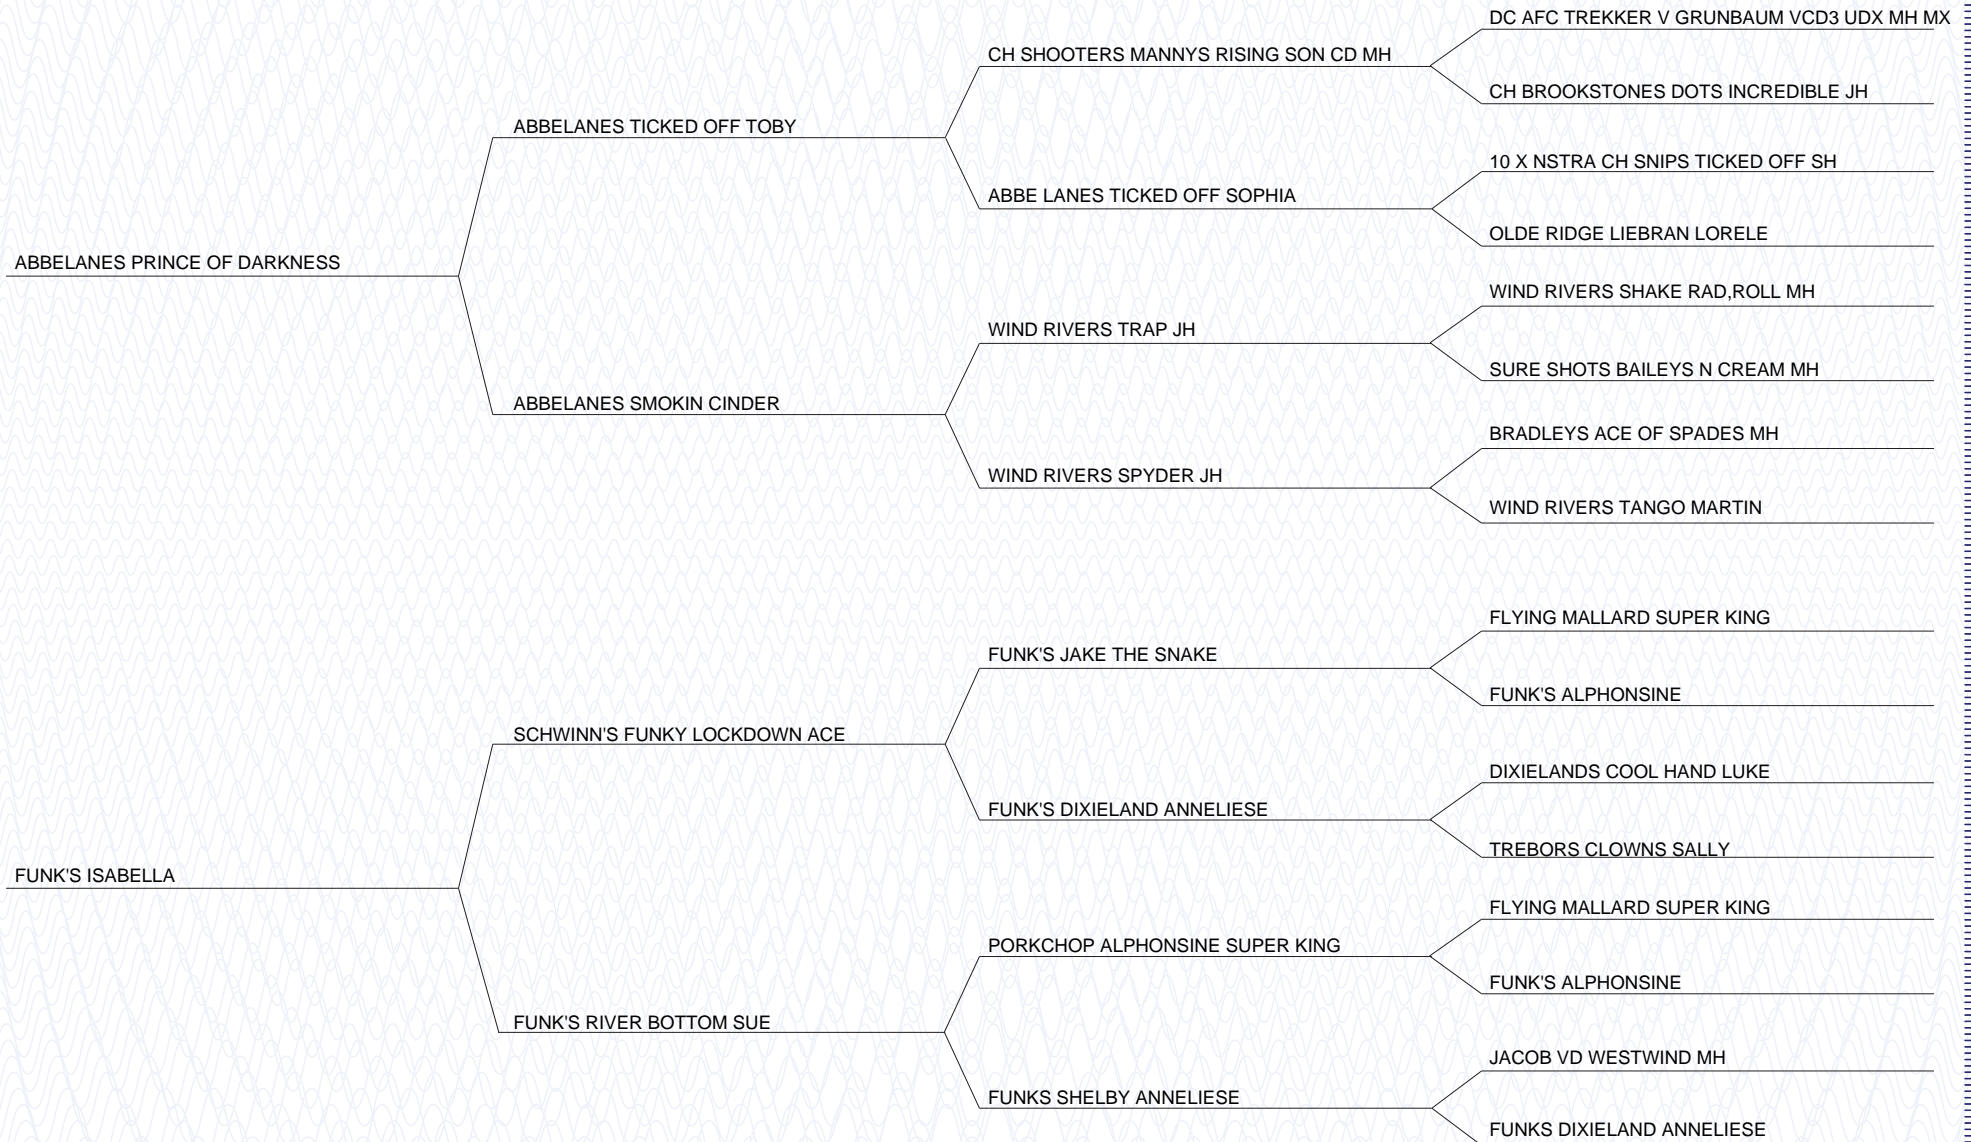 ABBELANES PRINCE OF DARKNESS
ABBELANES TICKED OFF TOBY
CH SHOOTERS MANNYS RISING SON CD MH
DC AFC TREKKER V GRUNBAUM VCD3 UDX MH MX
CH BROOKSTONES DOTS INCREDIBLE JH
ABBE LANES TICKED OFF SOPHIA
10 X NSTRA CH SNIPS TICKED OFF SH
OLDE RIDGE LIEBRAN LORELE
ABBELANES SMOKIN CINDER
WIND RIVERS TRAP JH
WIND RIVERS SHAKE RAD,ROLL MH
SURE SHOTS BAILEYS N CREAM MH
WIND RIVERS SPYDER JH
BRADLEYS ACE OF SPADES MH
WIND RIVERS TANGO MARTIN
FUNK'S ISABELLA
SCHWINN'S FUNKY LOCKDOWN ACE
FUNK'S JAKE THE SNAKE
FLYING MALLARD SUPER KING
FUNK'S ALPHONSINE
FUNK'S DIXIELAND ANNELIESE
DIXIELANDS COOL HAND LUKE
TREBORS CLOWNS SALLY
FUNK'S RIVER BOTTOM SUE
PORKCHOP ALPHONSINE SUPER KING
FLYING MALLARD SUPER KING
FUNK'S ALPHONSINE
FUNKS SHELBY ANNELIESE
JACOB VD WESTWIND MH
FUNKS DIXIELAND ANNELIESE